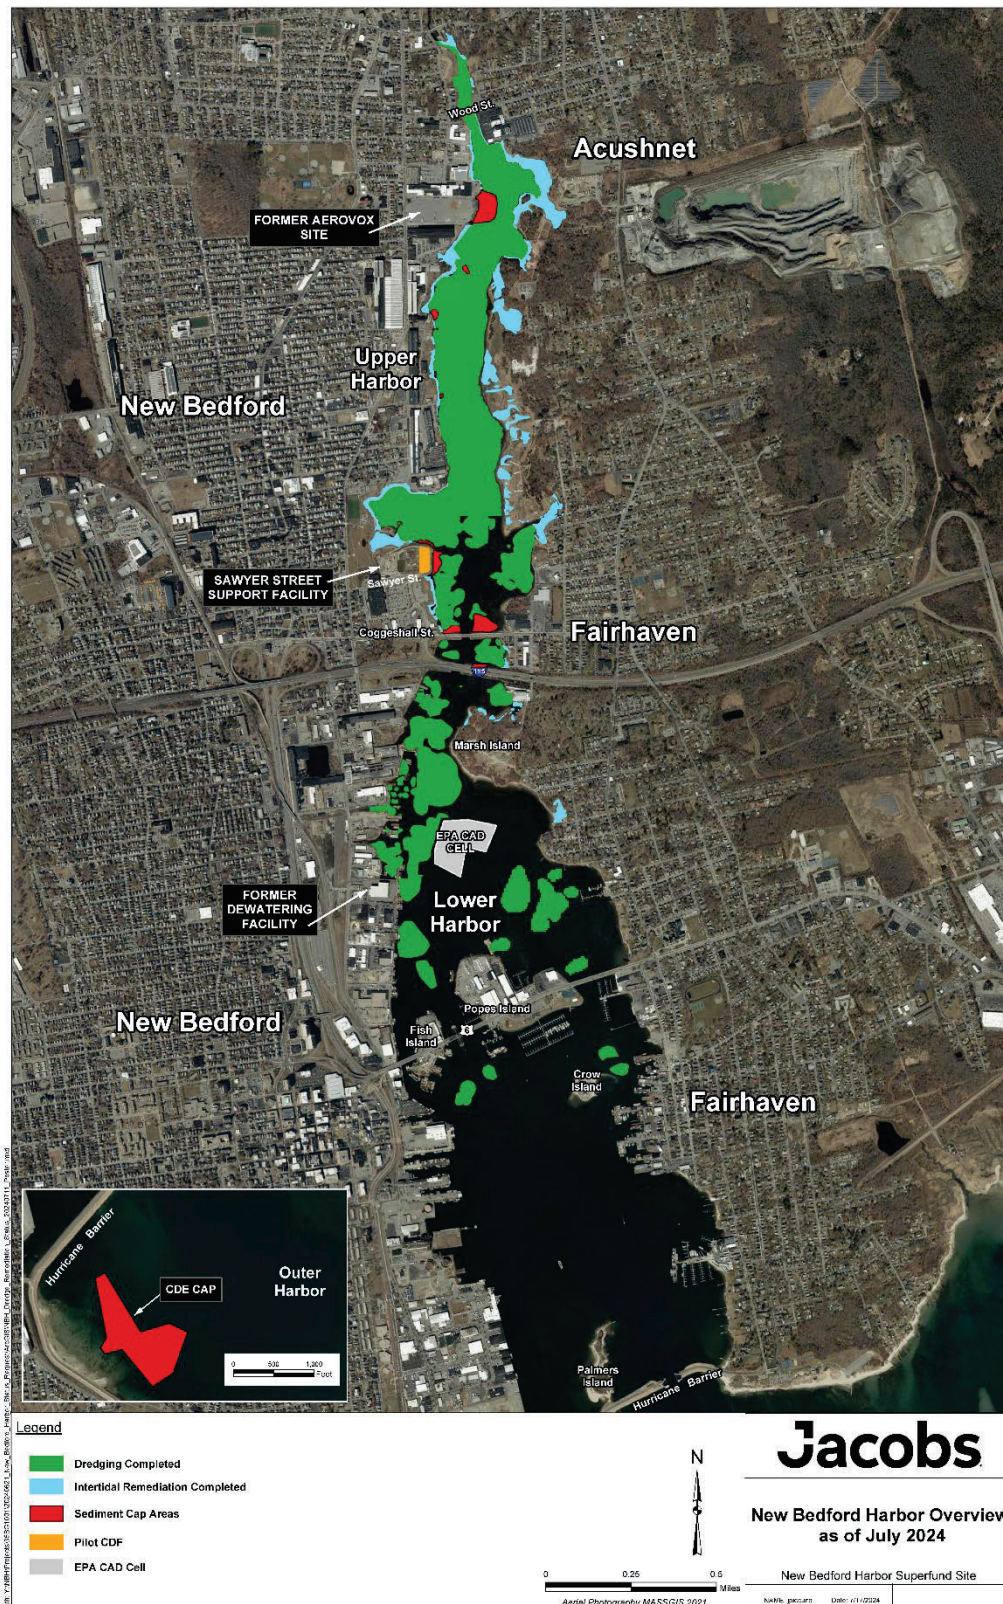 Wood St.
Acushnet
FORMER AEROVOX
SITE
Upper
Harbor
New Bedford
SAWYER STREET
SUPPORT FACILITY
Sawyer St.
Coggeshall St.
Fairhaven
195
Marsh Island
EPA CAD
CELL
Lower
Harbor
FORMER
DEWATERING
FACILITY
New Bedford
Popes Island
Fish
Island
6
Crow
Island
Fairhaven
Hurricane Barrier
CDE CAP
Outer
Harbor
0 500 1,000
Feet
Palmers
Island
Hurricane Barrier
Legend
Dredging Completed
Intertidal Remediation Completed
Sediment Cap Areas
Pilot CDF
EPA CAD Cell
N
0 0.25 0.5
Miles
Aerial Photography MASSGIS 2021
Jacobs
New Bedford Harbor Overview
as of July 2024
New Bedford Harbor Superfund Site
Date: 7/17/2024